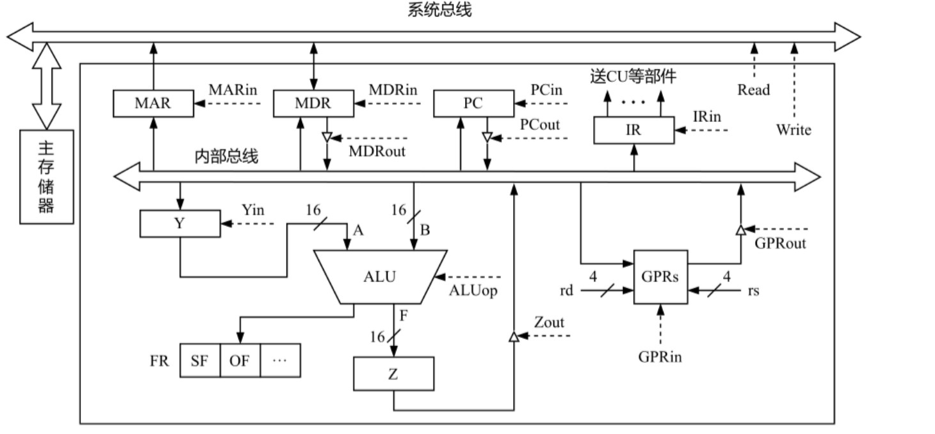 系统总线
送CU等部件
MAR
MARin
MDR
MDRin
PC
PCin
...
IR
IRin
Read
Write
MDRout
PCout
主存储器
内部总线
Y
Yin
16
A
16
B
ALU
ALUop
GPRs
GPRout
GPRin
rd
4
4
rs
F
16
Zout
FR
SF
OF
...
Z